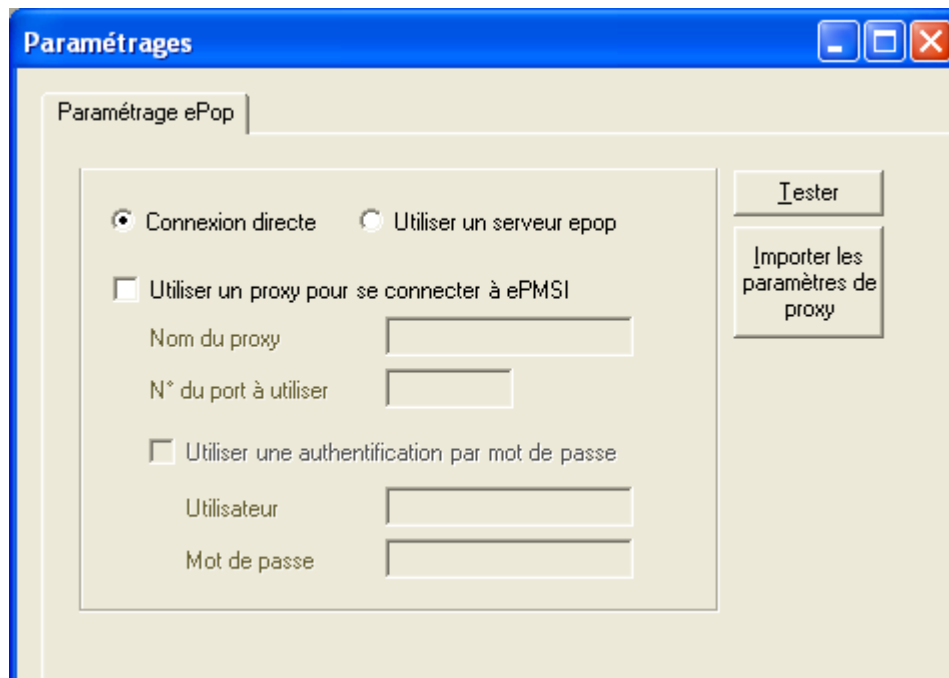 Paramétrages
Paramétrage ePop
Connexion directe
Utiliser un serveur epop
Tester
Importer les
paramètres de
proxy
Utiliser un proxy pour se connecter à ePMSI
Nom du proxy
N° du port à utiliser
Utiliser une authentification par mot de passe
Utilisateur
Mot de passe